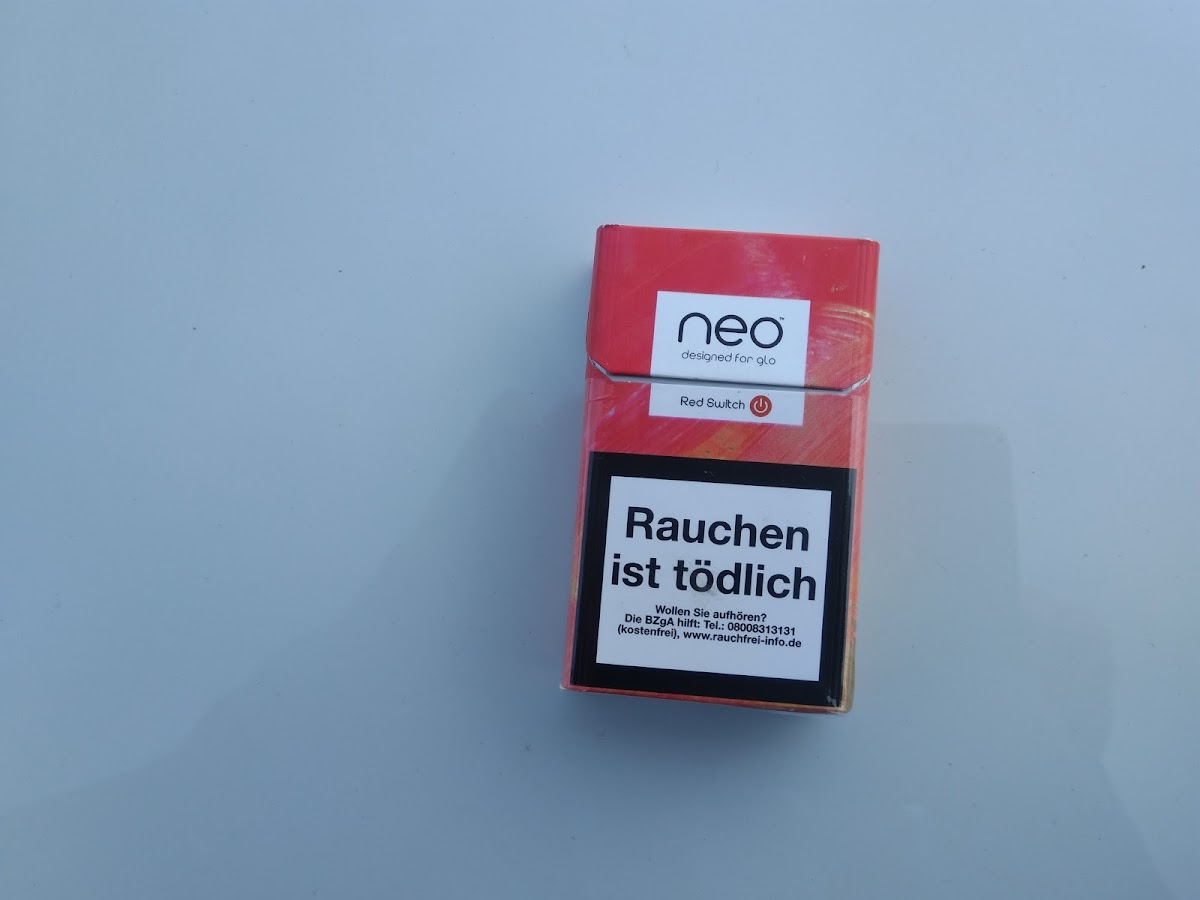 neo™
designed for glo
Red Switch
Rauchen
ist tödlich
Wollen Sie aufhören?
Die BZgA hilft: Tel.: 08008313131
(kostenfrei), www.rauchfrei-info.de